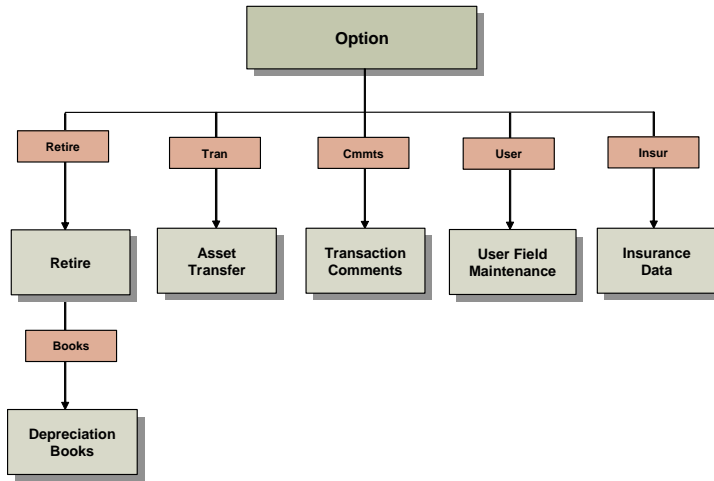 Option
Retire
Tran
Cmmts
User
Insur
Retire
Asset
Transfer
Transaction
Comments
User Field
Maintenance
Insurance
Data
Books
Depreciation
Books